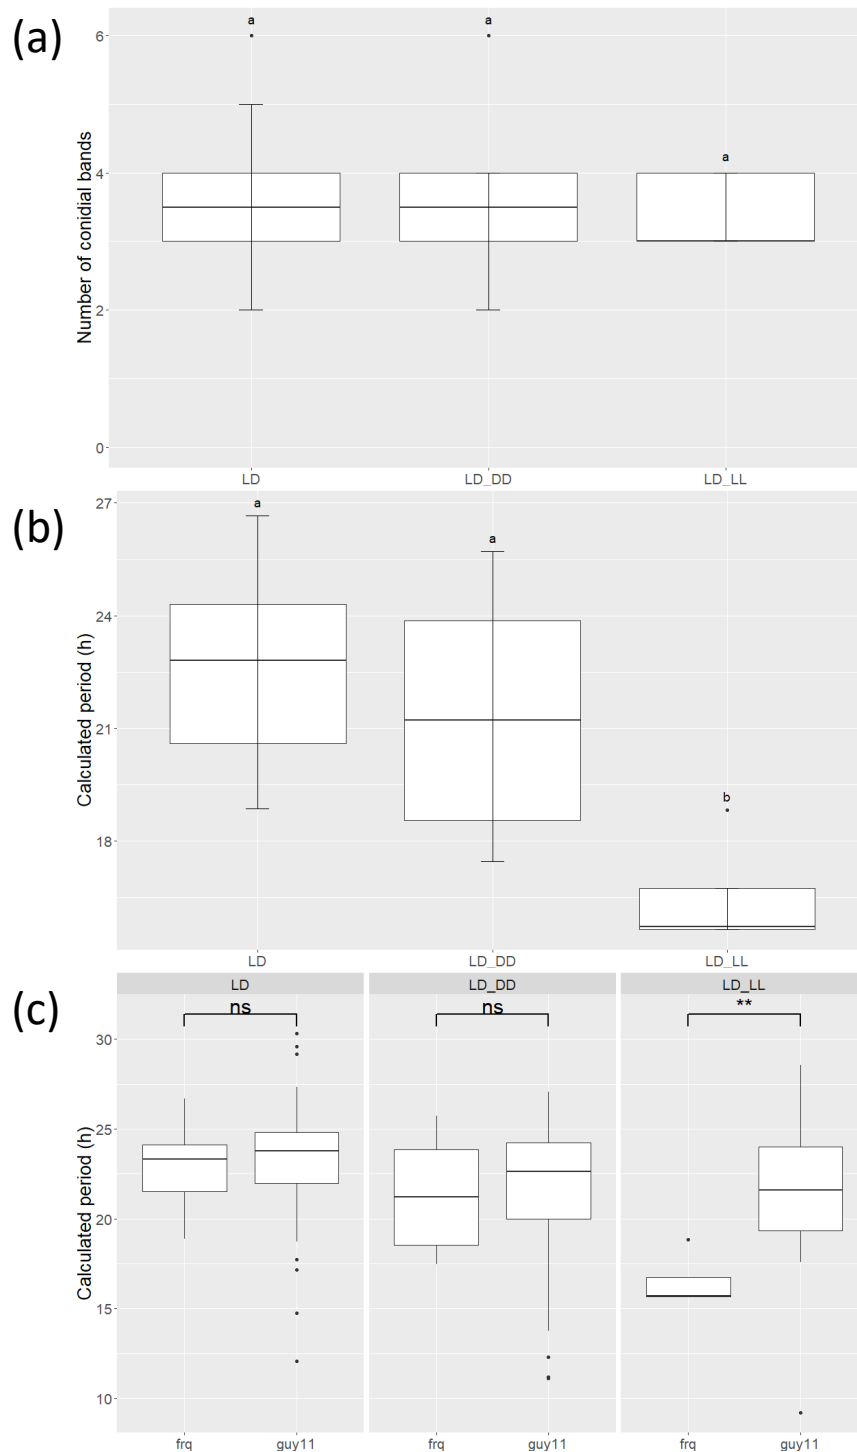 (a)
Number of conidial bands
6
4
2
0
a
a
a
LD
LD_DD
LD_LL
(b)
Calculated period (h)
27
24
21
18
a
a
b
LD
LD_DD
LD_LL
(c)
Calculated period (h)
30
25
20
15
10
LD
LD_DD
LD_LL
ns
ns
**
frq
guy11
frq
guy11
frq
guy11